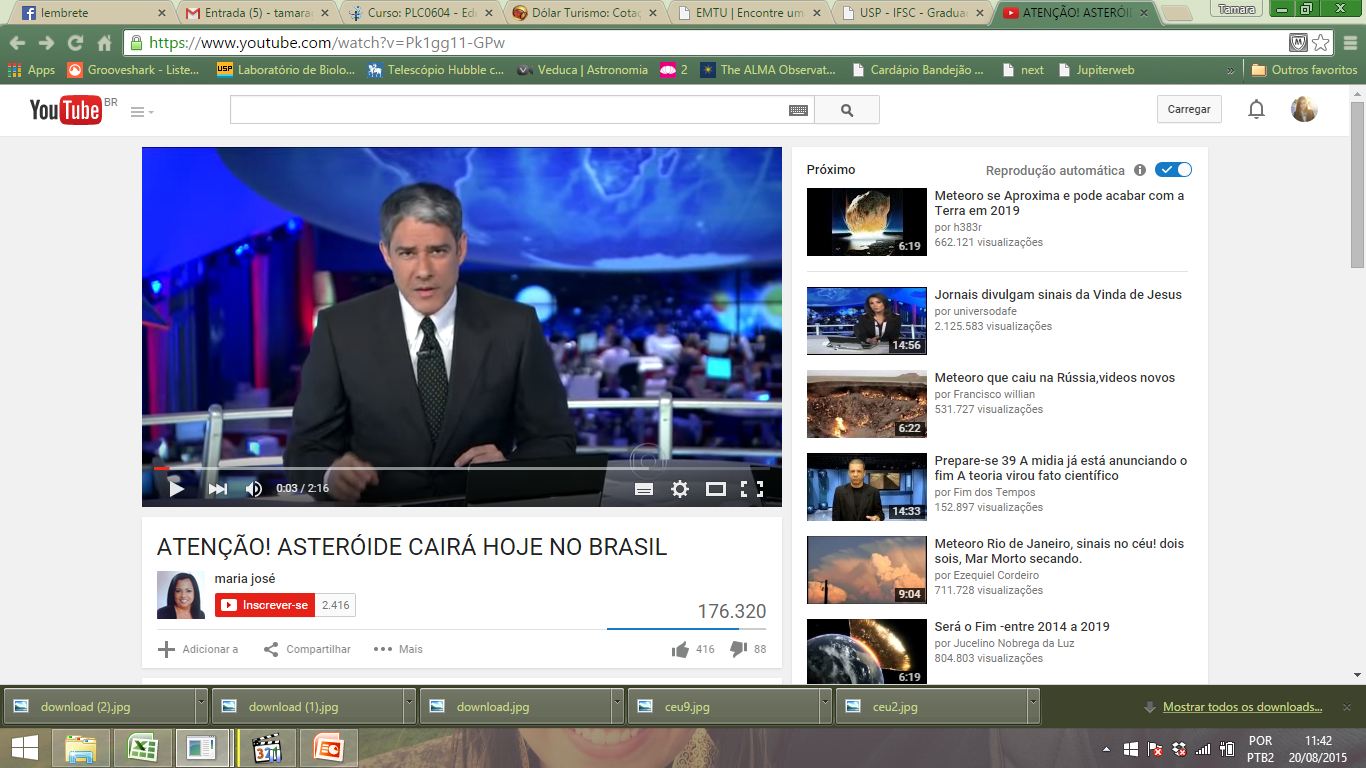 lembrete
Entrada (5) - tamara
Curso: PLC0604 - Ed
Dólar Turismo: Cota
EMTU | Encontre um
USP - IFSC - Gradua
ATENÇÃO! ASTERÓI
Tamara
https://www.youtube.com/watch?v=Pk1gg11-GPw
Apps
Grooveshark - Liste...
USP
Laboratório de Biolo...
Telescópio Hubble c...
Veduca | Astronomia
2
The ALMA Observat...
Cardápio Bandejão ...
next
Jupiterweb
»
Outros favoritos
YouTube BR
Carregar
0:03 / 2:16
ATENÇÃO! ASTERÓIDE CAIRÁ HOJE NO BRASIL
maria josé
Inscrever-se 2.416
176.320
Adicionar a
Compartilhar
Mais
416
88
Próximo
Reprodução automática
Meteoro se Aproxima e pode acabar com a
Terra em 2019
por h383r
662.121 visualizações
6:19
Jornais divulgam sinais da Vinda de Jesus
por universodafe
2.125.583 visualizações
14:56
Meteoro que caiu na Rússia,videos novos
por Francisco willian
531.727 visualizações
6:22
Prepare-se 39 A midia já está anunciando o
fim A teoria virou fato científico
por Fim dos Tempos
152.897 visualizações
14:33
Meteoro Rio de Janeiro, sinais no céu! dois
sois, Mar Morto secando.
por Ezequiel Cordeiro
711.728 visualizações
9:04
Será o Fim -entre 2014 a 2019
por Jucelino Nobrega da Luz
804.803 visualizações
6:19
download (2).jpg
download (1).jpg
download.jpg
ceu9.jpg
ceu2.jpg
Mostrar todos os downloads...
321
POR
PTB2
11:42
20/08/2015